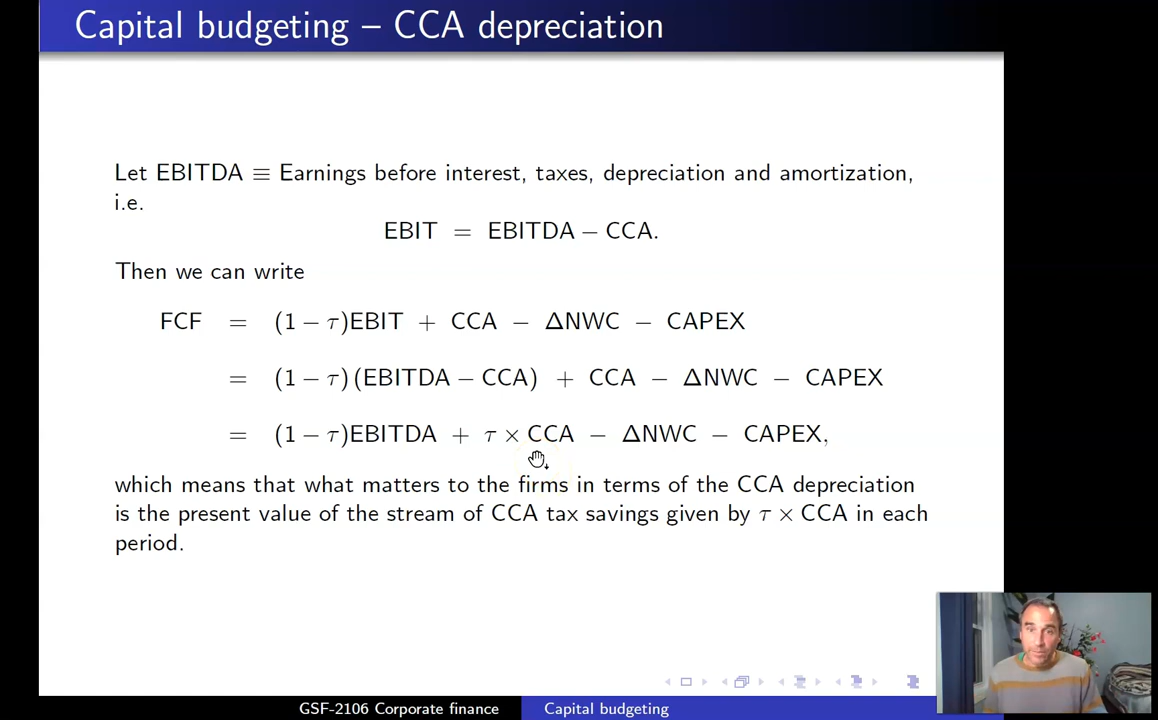 Capital budgeting – CCA depreciation
Let EBITDA ≡ Earnings before interest, taxes, depreciation and amortization,
i.e.
EBIT = EBITDA − CCA.
Then we can write
FCF = (1 − τ)EBIT + CCA − ΔNWC − CAPEX
= (1 − τ)(EBITDA − CCA) + CCA − ΔNWC − CAPEX
= (1 − τ)EBITDA + τ × CCA − ΔNWC − CAPEX,
which means that what matters to the firms in terms of the CCA depreciation
is the present value of the stream of CCA tax savings given by τ × CCA in each
period.
GSF-2106 Corporate finance
Capital budgeting